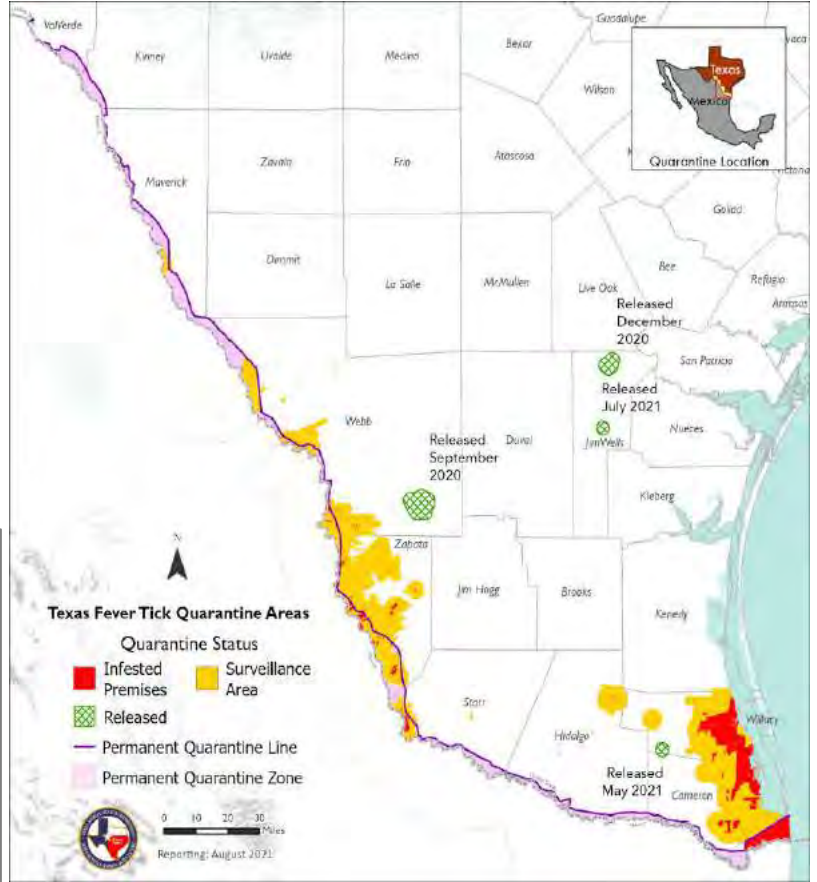 ValVerde
Kinney
Uvalde
Medina
Bexar
Guadalupe
Wilson
Texas
Mexico
Quarantine Location
Maverick
Zavala
Frio
Atascosa
Goliad
Dimmit
La Salle
McMullen
Live Oak
Bee
Refugio
Aransas
Released
December
2020
San Patricio
Released
July 2021
Webb
Duval
JimWells
Nueces
Released
September
2020
Kleberg
Zapata
N
Jim Hogg
Brooks
Kenedy
Texas Fever Tick Quarantine Areas
Quarantine Status
Infested
Premises
Surveillance
Area
Released
Permanent Quarantine Line
Permanent Quarantine Zone
Starr
Hidalgo
Willacy
Released
May 2021
Cameron
0 10 20 30
Miles
Reporting: August 2021